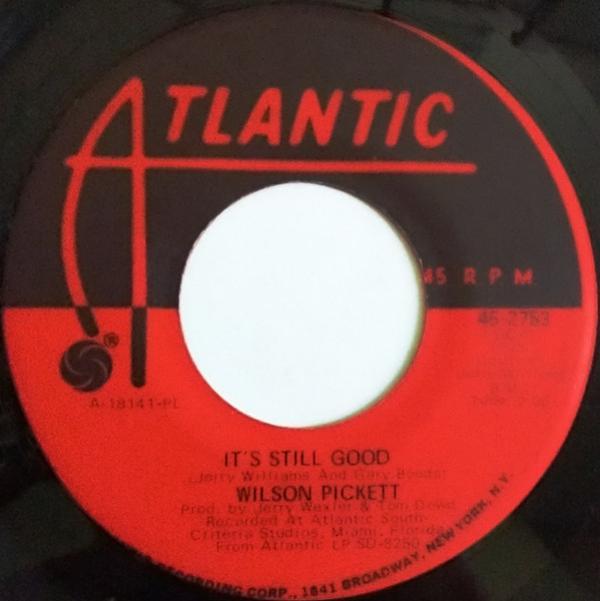 ATLANTIC
45 R P M
45-2753
®
A-18141-PL
IT'S STILL GOOD
(Jerry Williams And Gary Bonds)
WILSON PICKETT
Prod. by Jerry Wexler & Tom Dowd
Recorded At Atlantic South-
Criteria Studios, Miami, Florida
From Atlantic LP SD-8250
RECORDING CORP., 1841 BROADWAY, NEW YORK, N.Y.